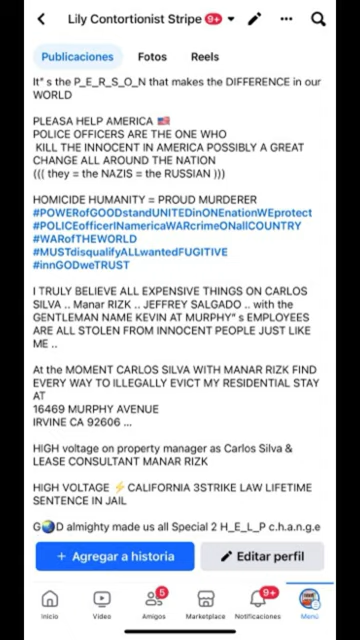 Lily Contortionist Stripe 9+
Publicaciones Fotos Reels
It" s the P_E_R_S_O_N that makes the DIFFERENCE in our
WORLD
PLEASA HELP AMERICA 🇺🇸
POLICE OFFICERS ARE THE ONE WHO
KILL THE INNOCENT IN AMERICA POSSIBLY A GREAT
CHANGE ALL AROUND THE NATION
((( they = the NAZIS = the RUSSIAN )))
HOMICIDE HUMANITY = PROUD MURDERER
#POWERofGOODstandUNITEDinONEnationWEprotect
#POLICEofficerINamericaWARcrimeONallCOUNTRY
#WARofTHEWORLD
#MUSTdisqualifyALLwantedFUGITIVE
#innGODweTRUST
I TRULY BELIEVE ALL EXPENSIVE THINGS ON CARLOS
SILVA .. Manar RIZK .. JEFFREY SALGADO .. with the
GENTLEMAN NAME KEVIN AT MURPHY" s EMPLOYEES
ARE ALL STOLEN FROM INNOCENT PEOPLE JUST LIKE
ME ..
At the MOMENT CARLOS SILVA WITH MANAR RIZK FIND
EVERY WAY TO ILLEGALLY EVICT MY RESIDENTIAL STAY
AT
16469 MURPHY AVENUE
IRVINE CA 92606 ...
HIGH voltage on property manager as Carlos Silva &
LEASE CONSULTANT MANAR RIZK
HIGH VOLTAGE ⚡CALIFORNIA 3STRIKE LAW LIFETIME
SENTENCE IN JAIL
G🌏D almighty made us all Special 2 H_E_L_P c.h.a.n.g.e
+ Agregar a historia Editar perfil
5 9+
Inicio Video Amigos Marketplace Notificaciones Menú